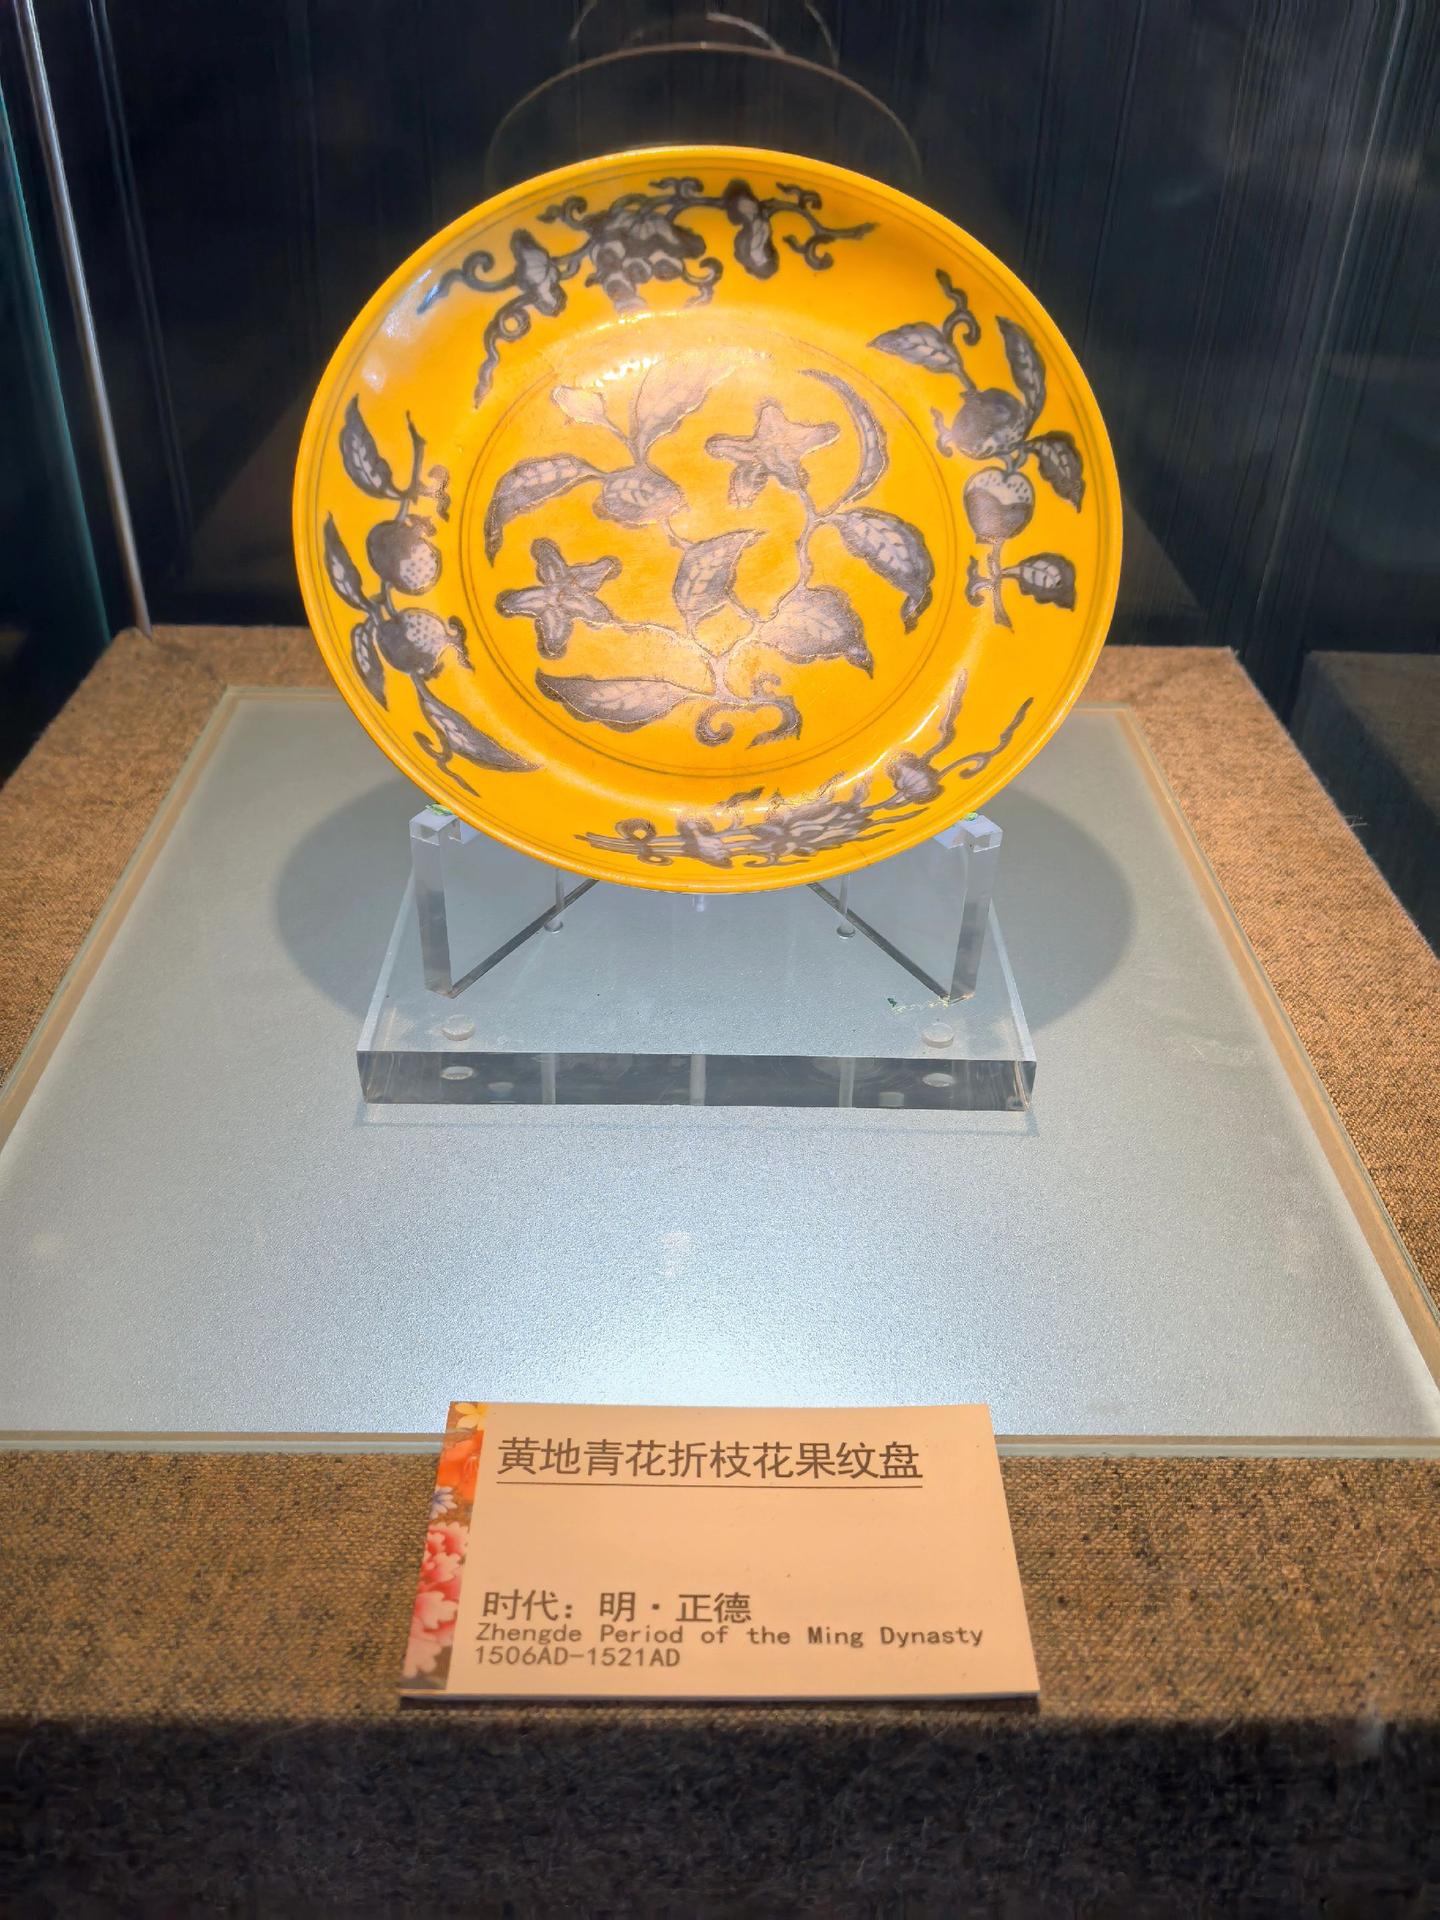 黄地青花折枝花果纹盘
时代：明·正德
Zhengde Period of the Ming Dynasty
1506AD-1521AD